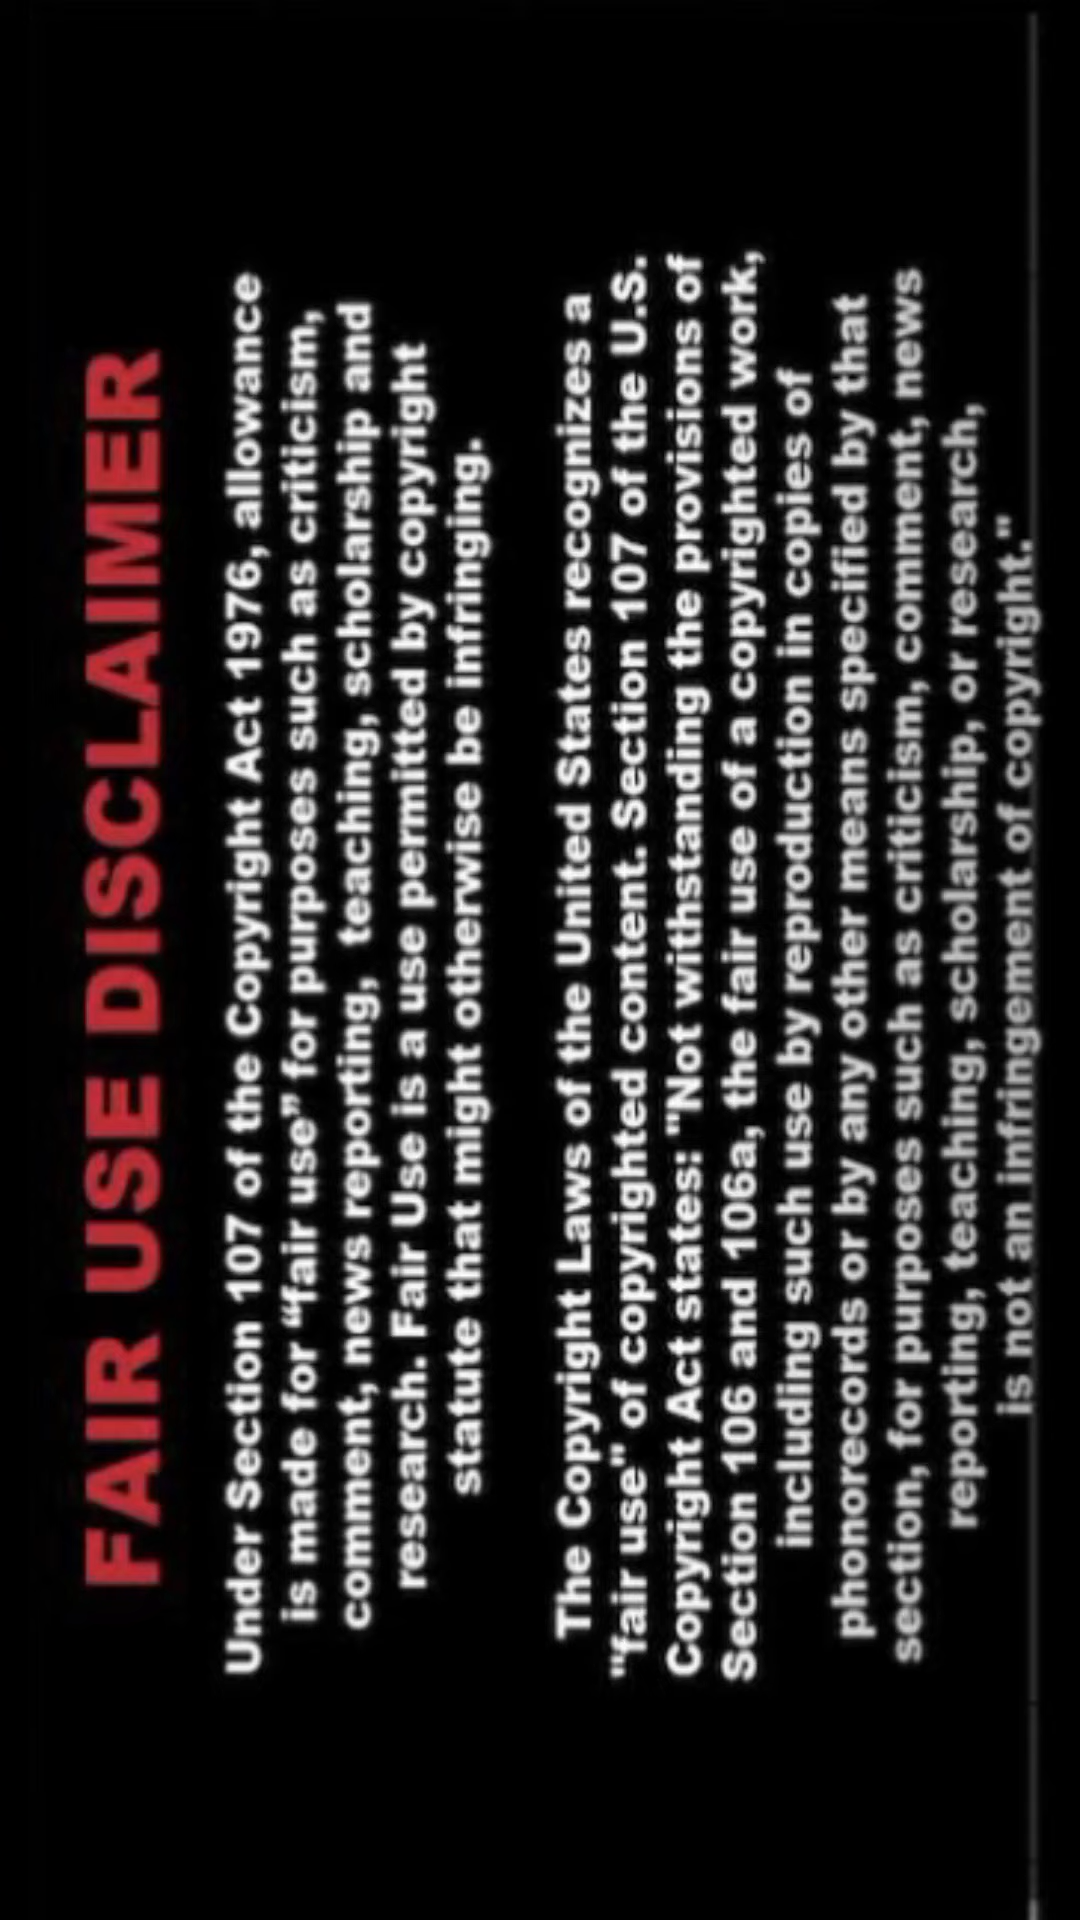 FAIR USE DISCLAIMER
Under Section 107 of the Copyright Act 1976, allowance
is made for “fair use” for purposes such as criticism,
comment, news reporting, teaching, scholarship and
research. Fair Use is a use permitted by copyright
statute that might otherwise be infringing.
The Copyright Laws of the United States recognizes a
"fair use" of copyrighted content. Section 107 of the U.S.
Copyright Act states: "Not withstanding the provisions of
Section 106 and 106a, the fair use of a copyrighted work,
including such use by reproduction in copies of
phonorecords or by any other means specified by that
section, for purposes such as criticism, comment, news
reporting, teaching, scholarship, or research,
is not an infringement of copyright."